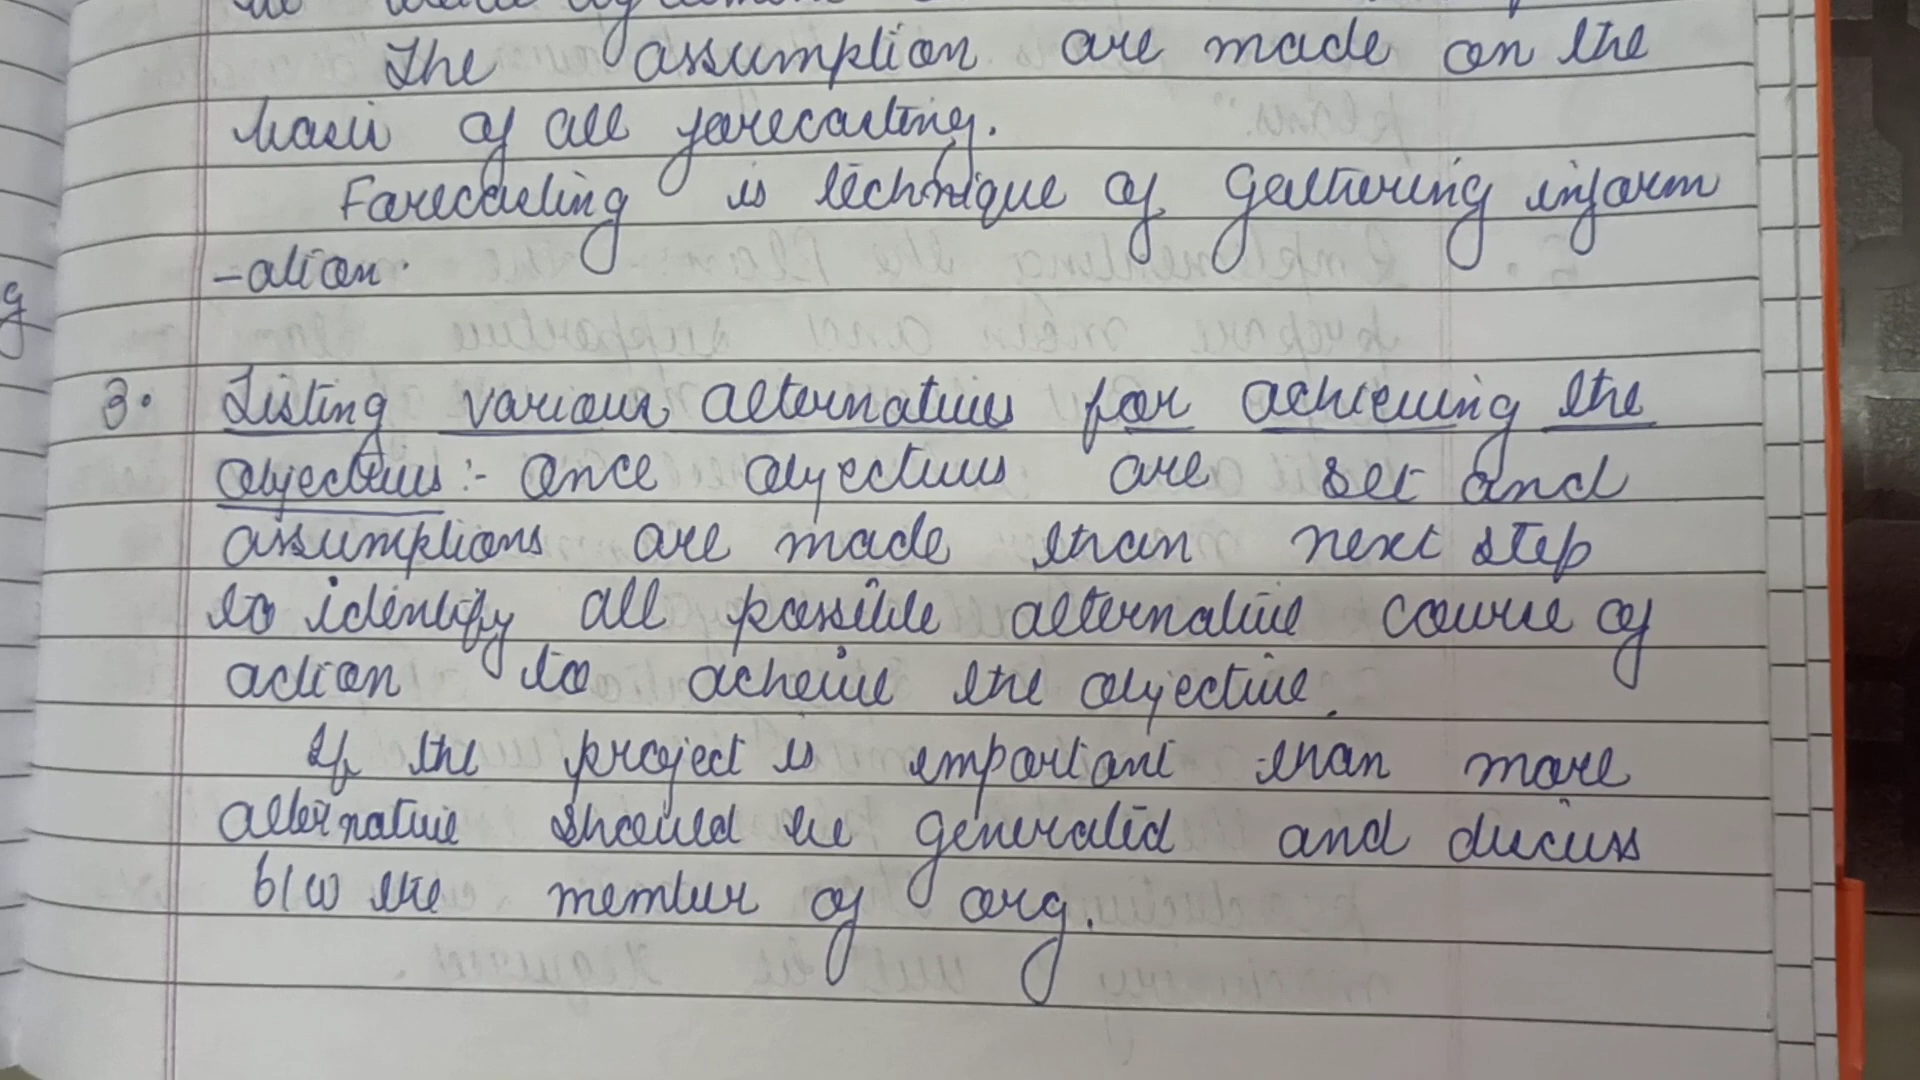 The assumption are made on the
basis of all forecasting.
Forecasting is technique of gathering inform
-ation.
3. Listing various alternatives for achieving the
objectives :- Once objectives are set and
assumptions are made than next step
to identify all possible alternative course of
action to acheive the objective.
If the project is important than more
alternative should be generated and discuss
b/w the member of org.
g